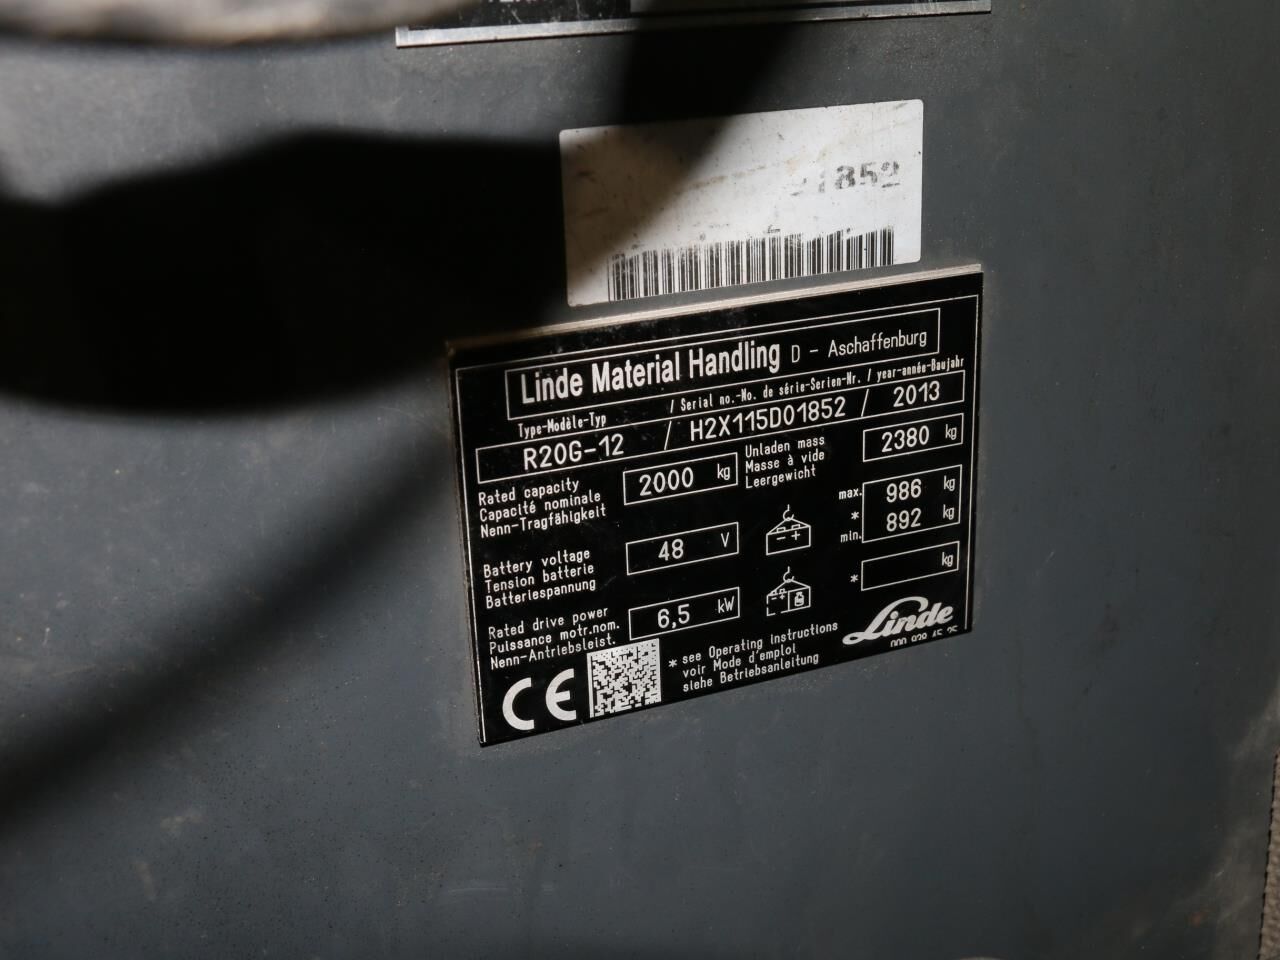 1852
Linde Material Handling D - Aschaffenburg
Type-Modèle-Typ / Serial no.-No. de série-Serien-Nr. / year-année-Baujahr
R20G-12 / H2X115D01852 / 2013
Rated capacity
Capacité nominale
Nenn-Tragfähigkeit
2000 kg
Unladen mass
Masse à vide
Leergewicht
2380 kg
Battery voltage
Tension batterie
Batteriespannung
48 V
- +
max. 986 kg
*
min. 892 kg
Rated drive power
Puissance motr.nom.
Nenn-Antriebsleist.
6,5 kW
- +
* kg
CE
* see Operating instructions
voir Mode d'emploi
siehe Betriebsanleitung
Linde